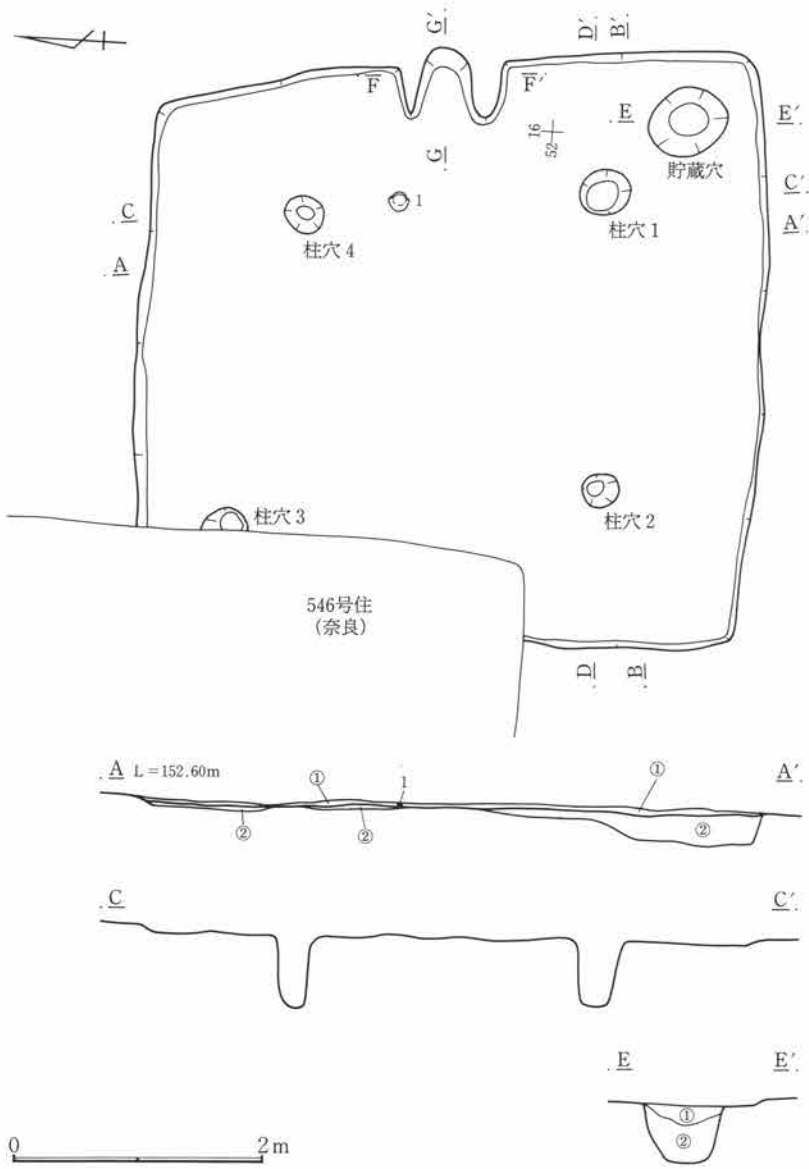 G′
D′
B′
F
F′
E
E′
16
52
G
貯蔵穴
C
C′
1
柱穴1
A′
柱穴4
A
柱穴3
柱穴2
546号住
(奈良)
D
B
A L=152.60m
①
1
①
A′
②
②
②
C
C′
E
E′
①
②
0
2m